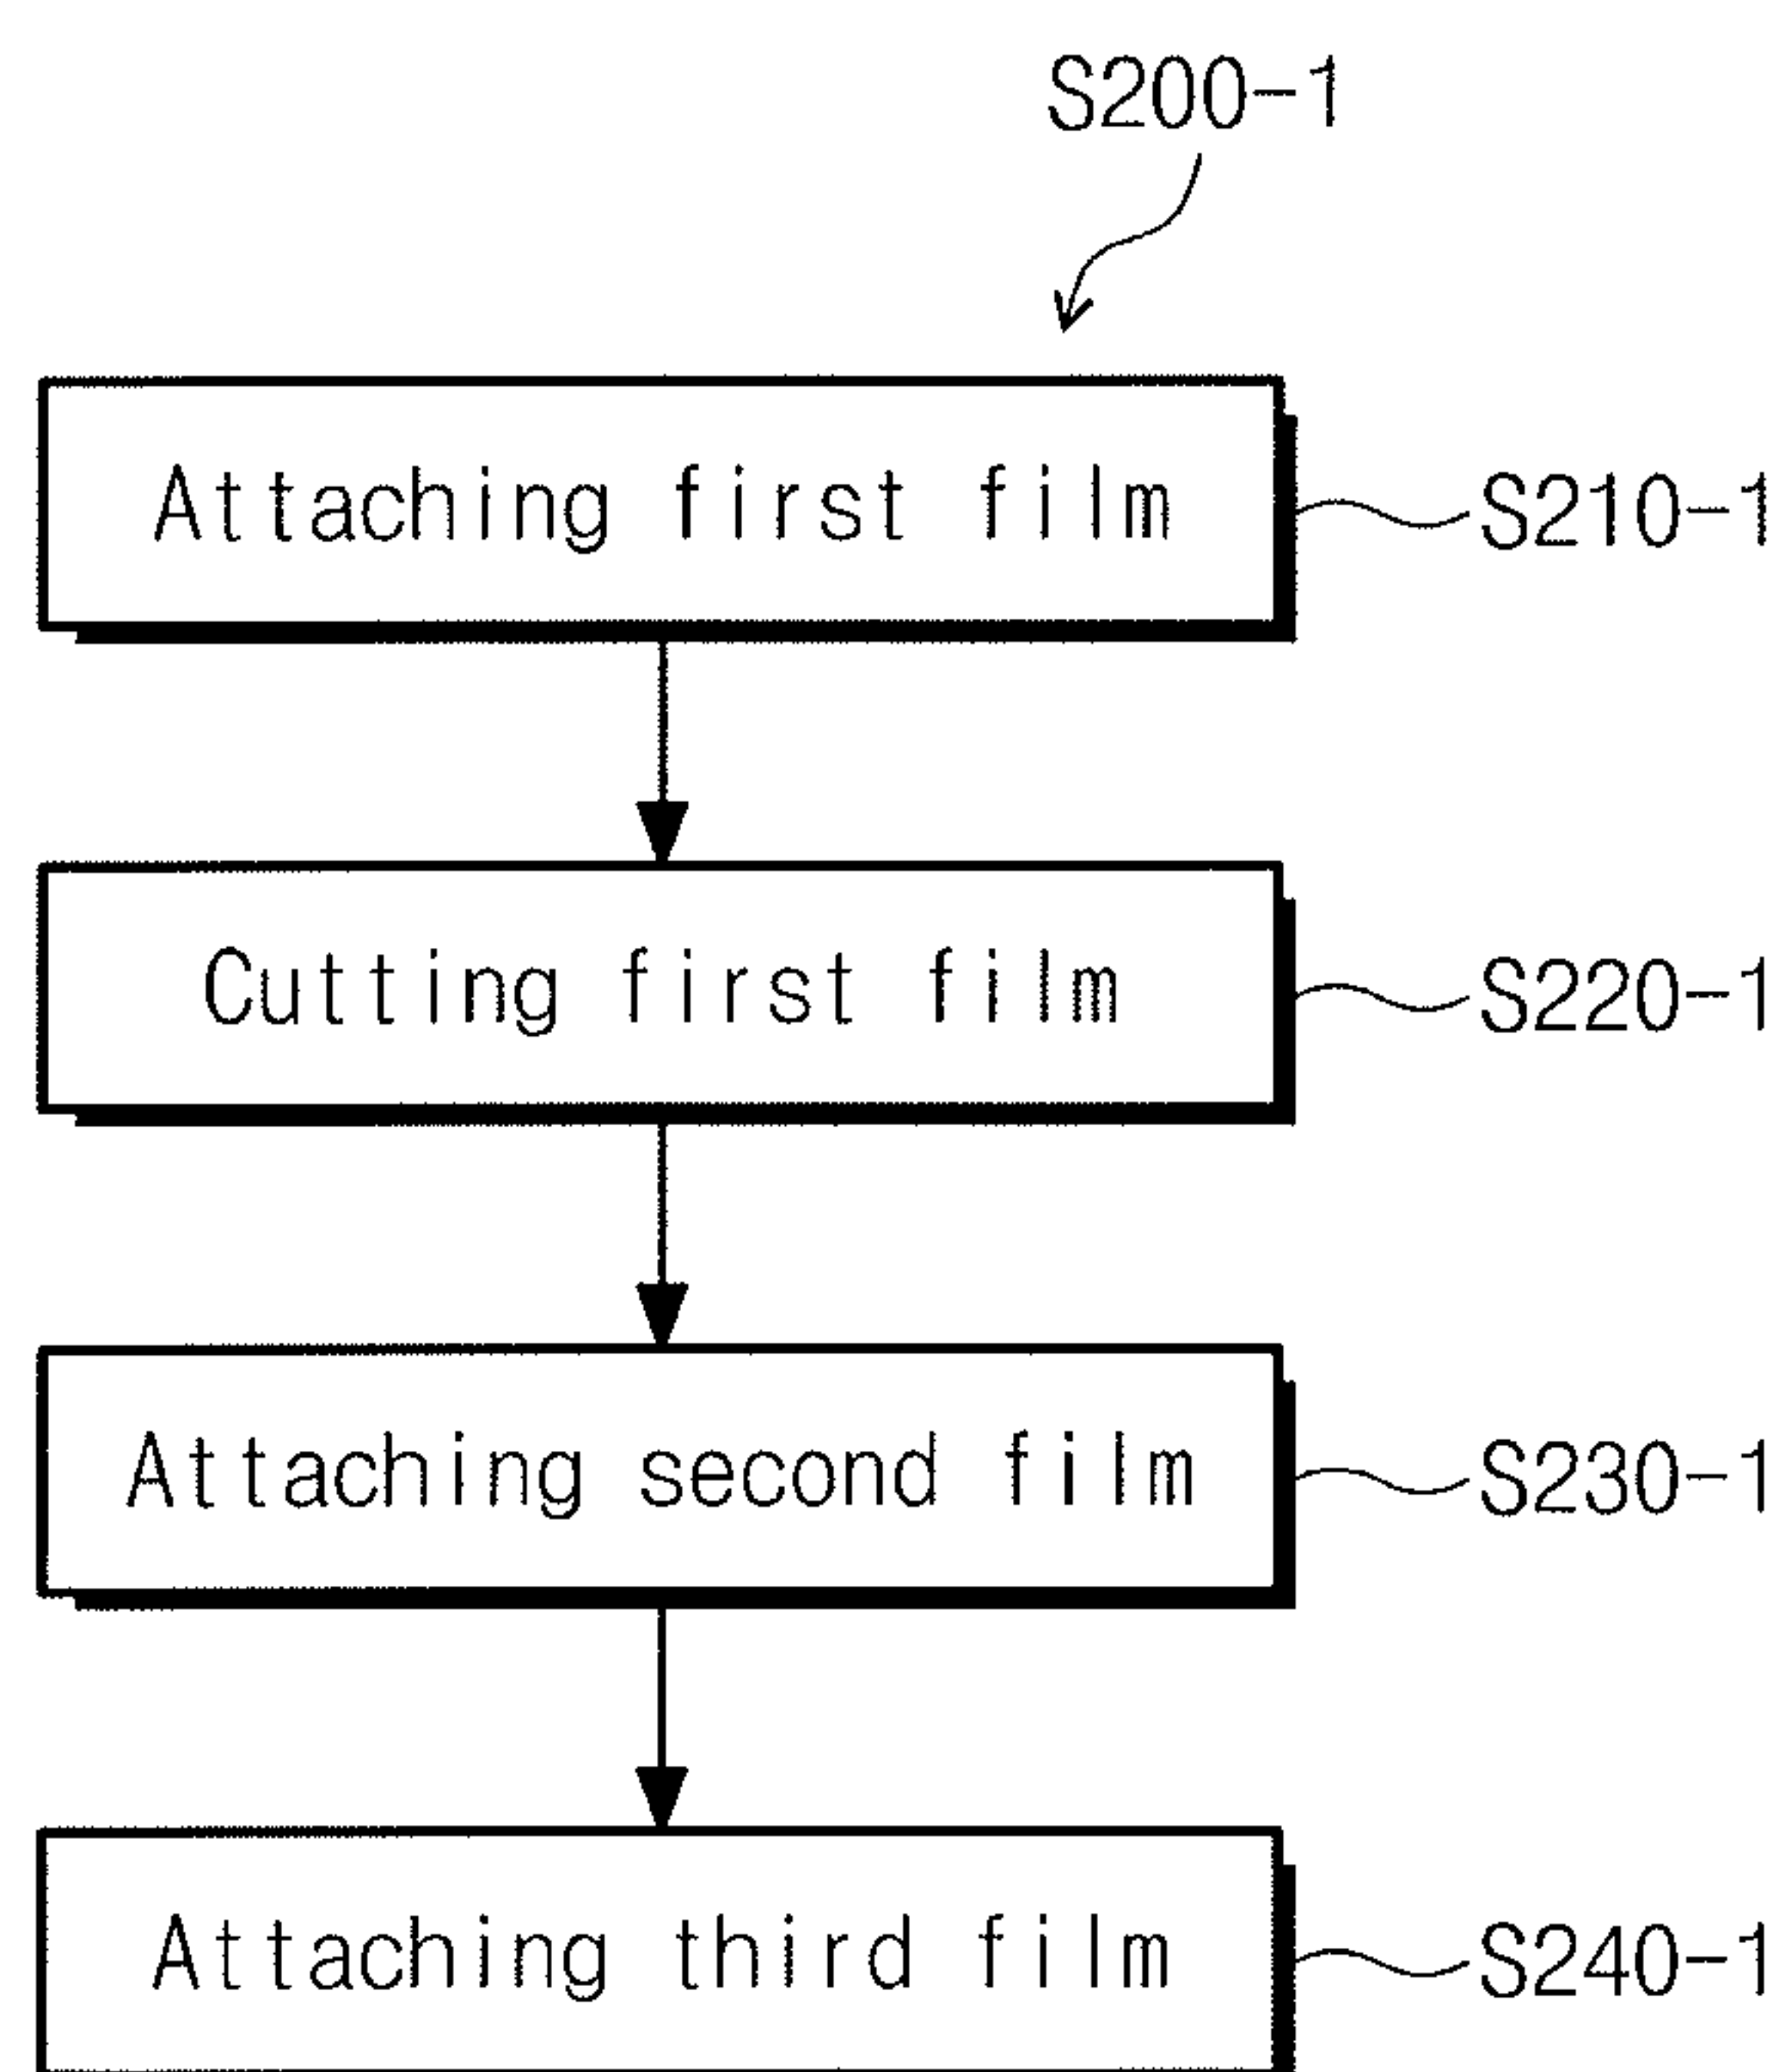 S200-1
Attaching first film
S210-1
Cutting first film
S220-1
Attaching second film
S230-1
Attaching third film
S240-1